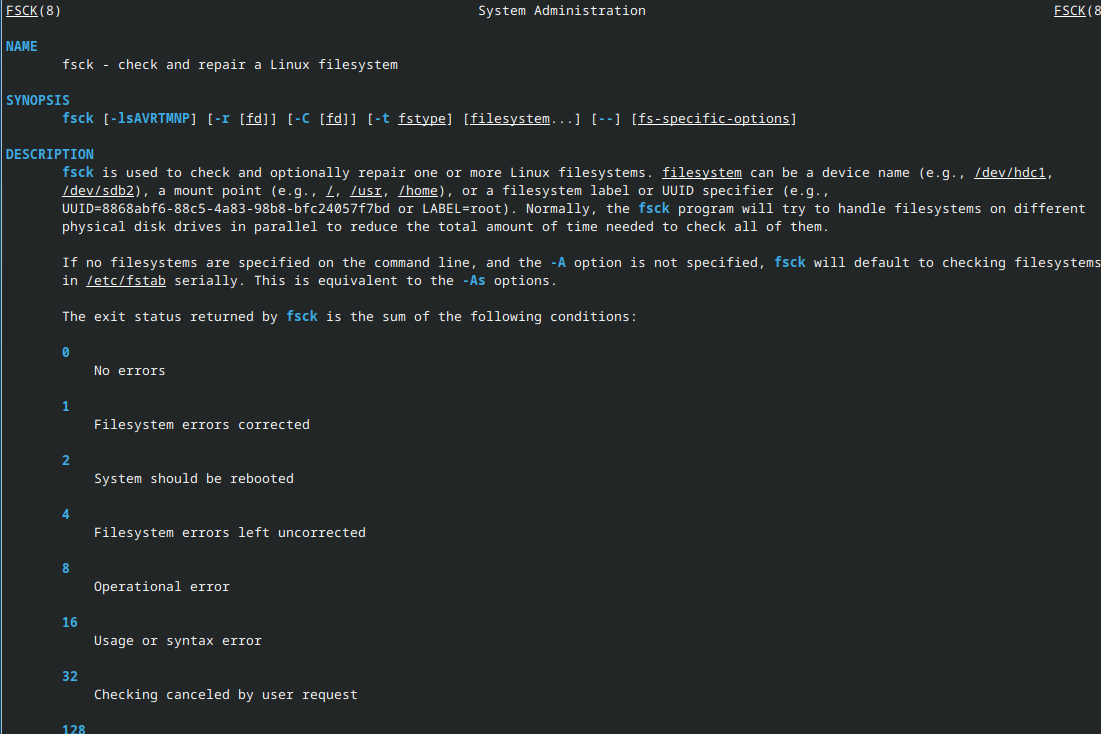 FSCK(8) System Administration FSCK(8
NAME
fsck - check and repair a Linux filesystem
SYNOPSIS
fsck [-lsAVRTMNP] [-r [fd]] [-C [fd]] [-t fstype] [filesystem...] [--] [fs-specific-options]
DESCRIPTION
fsck is used to check and optionally repair one or more Linux filesystems. filesystem can be a device name (e.g., /dev/hdc1,
/dev/sdb2), a mount point (e.g., /, /usr, /home), or a filesystem label or UUID specifier (e.g.,
UUID=8868abf6-88c5-4a83-98b8-bfc24057f7bd or LABEL=root). Normally, the fsck program will try to handle filesystems on different
physical disk drives in parallel to reduce the total amount of time needed to check all of them.
If no filesystems are specified on the command line, and the -A option is not specified, fsck will default to checking filesystems
in /etc/fstab serially. This is equivalent to the -As options.
The exit status returned by fsck is the sum of the following conditions:
0
No errors
1
Filesystem errors corrected
2
System should be rebooted
4
Filesystem errors left uncorrected
8
Operational error
16
Usage or syntax error
32
Checking canceled by user request
128